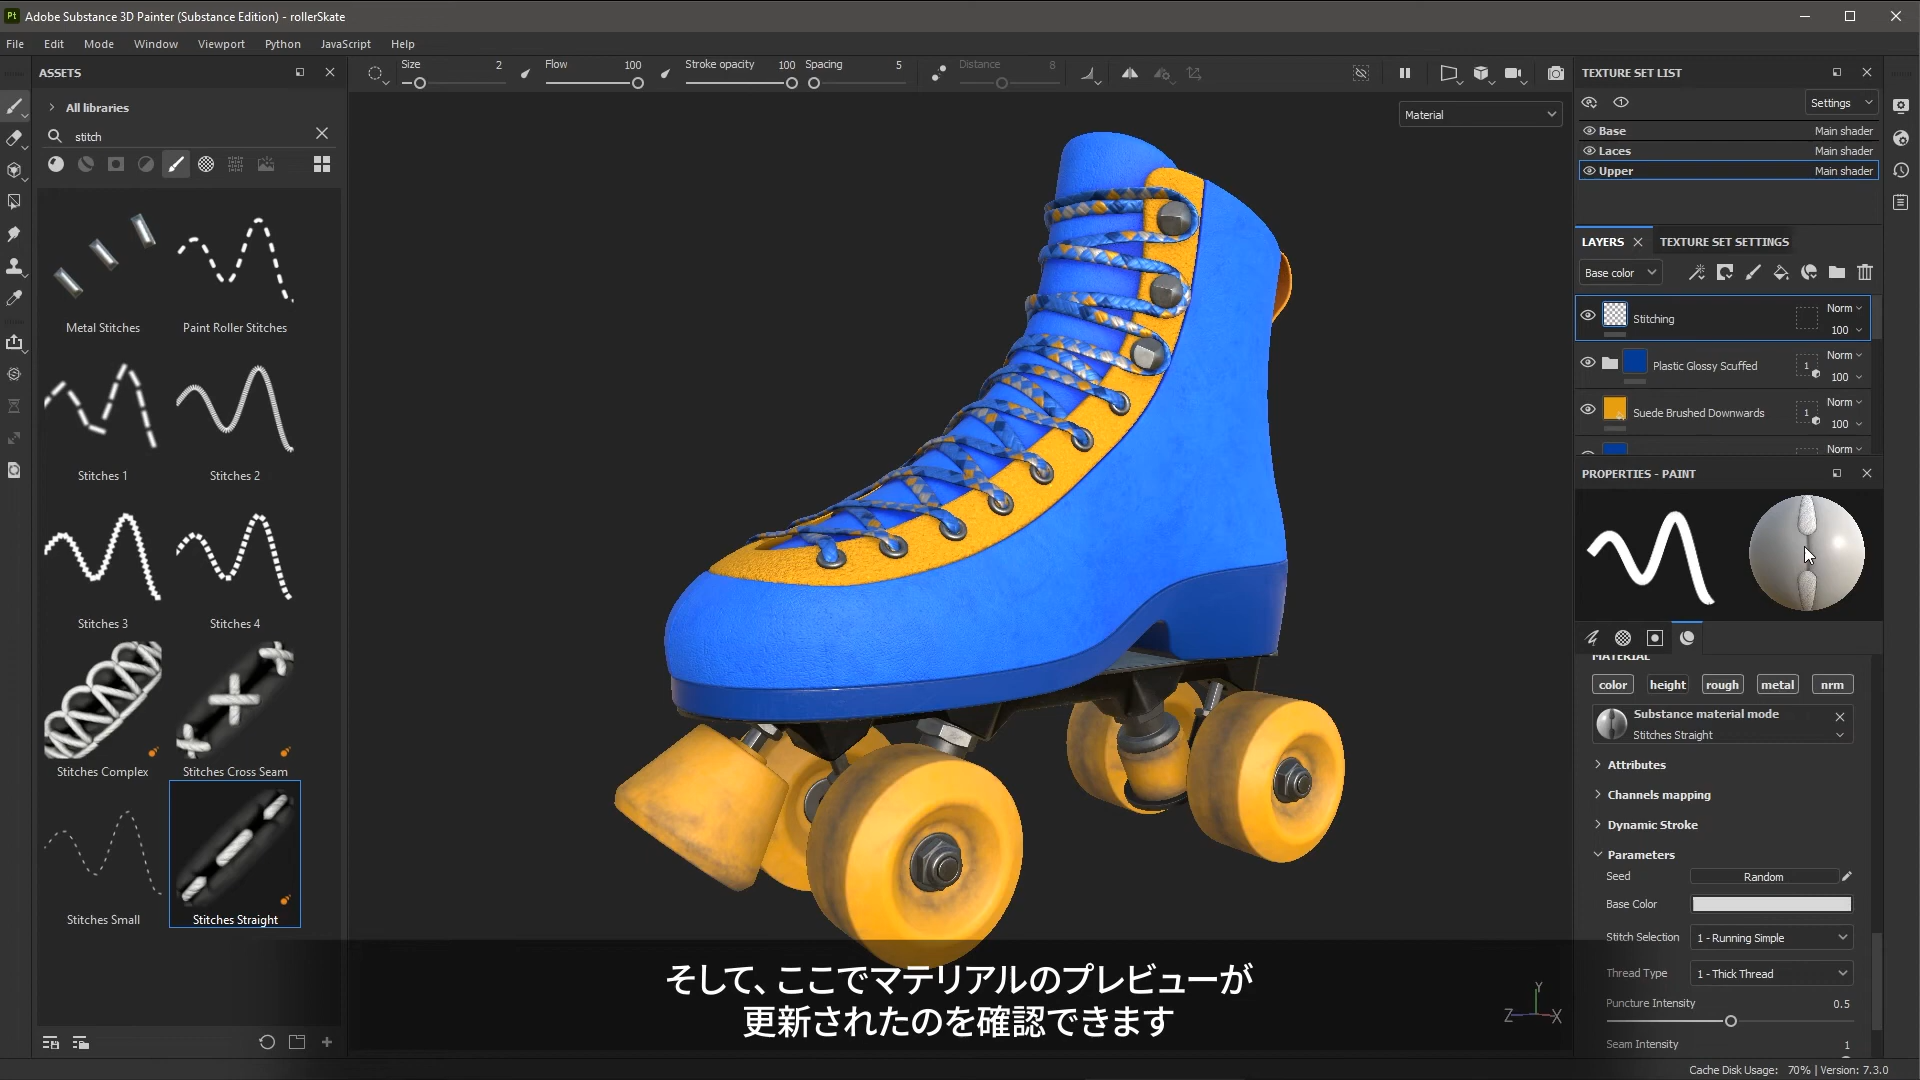 Pt Adobe Substance 3D Painter (Substance Edition) - rollerSkate
File Edit Mode Window Viewport Python JavaScript Help
ASSETS
All libraries
stitch
Metal Stitches
Paint Roller Stitches
Stitches 1
Stitches 2
Stitches 3
Stitches 4
Stitches Complex
Stitches Cross Seam
Stitches Small
Stitches Straight
Size 2
Flow 100
Stroke opacity 100
Spacing 5
Distance 8
Material
そして、ここでマテリアルのプレビューが
更新されたのを確認できます
Y
Z X
TEXTURE SET LIST
Settings
Base Main shader
Laces Main shader
Upper Main shader
LAYERS TEXTURE SET SETTINGS
Base color
Stitching Norm 100
Plastic Glossy Scuffed 1 Norm 100
Suede Brushed Downwards 1 Norm 100
Norm
PROPERTIES - PAINT
MATERIAL
color height rough metal nrm
Substance material mode
Stitches Straight
Attributes
Channels mapping
Dynamic Stroke
Parameters
Seed Random
Base Color
Stitch Selection 1 - Running Simple
Thread Type 1 - Thick Thread
Puncture Intensity 0.5
Seam Intensity 1
Cache Disk Usage: 70% | Version: 7.3.0